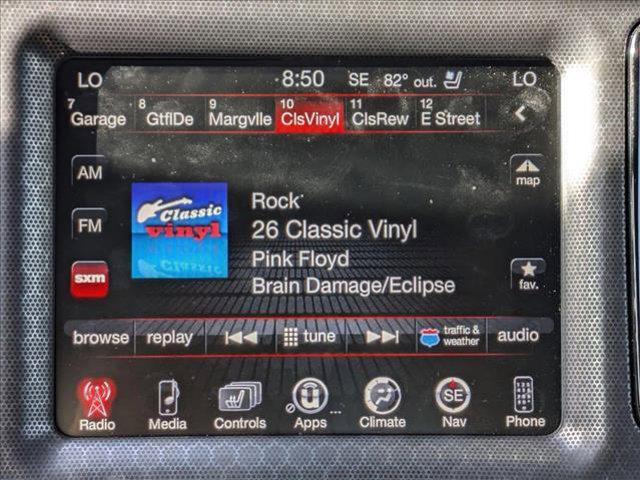 LO 8:50 SE 82° out. LO
7 8 9 10 11 12
Garage GtflDe Margvlle ClsVinyl ClsRew E Street
AM
map
Classic
vinyl
Rock
FM
26 Classic Vinyl
Pink Floyd
sxm
Brain Damage/Eclipse
fav.
browse replay tune traffic & weather audio
SE
Radio Media Controls Apps ... Climate Nav Phone